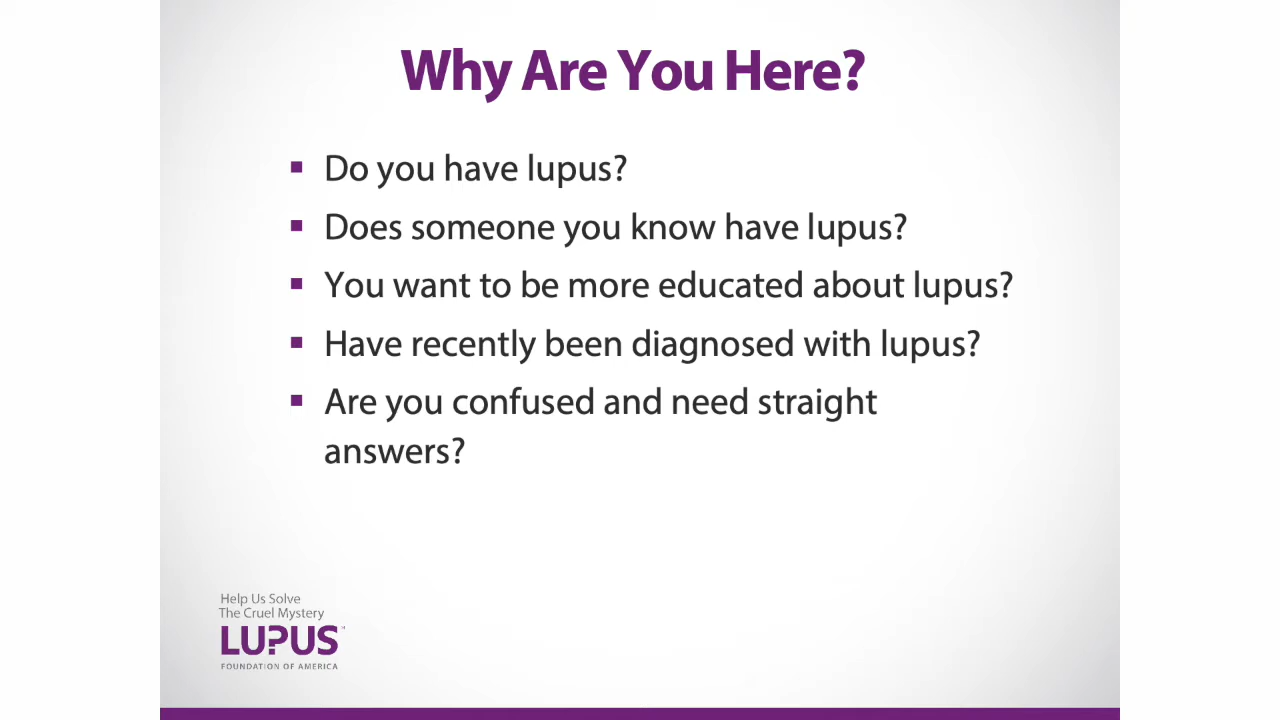 Why Are You Here?
Do you have lupus?
Does someone you know have lupus?
You want to be more educated about lupus?
Have recently been diagnosed with lupus?
Are you confused and need straight
answers?
Help Us Solve
The Cruel Mystery
LUPUS™
FOUNDATION OF AMERICA